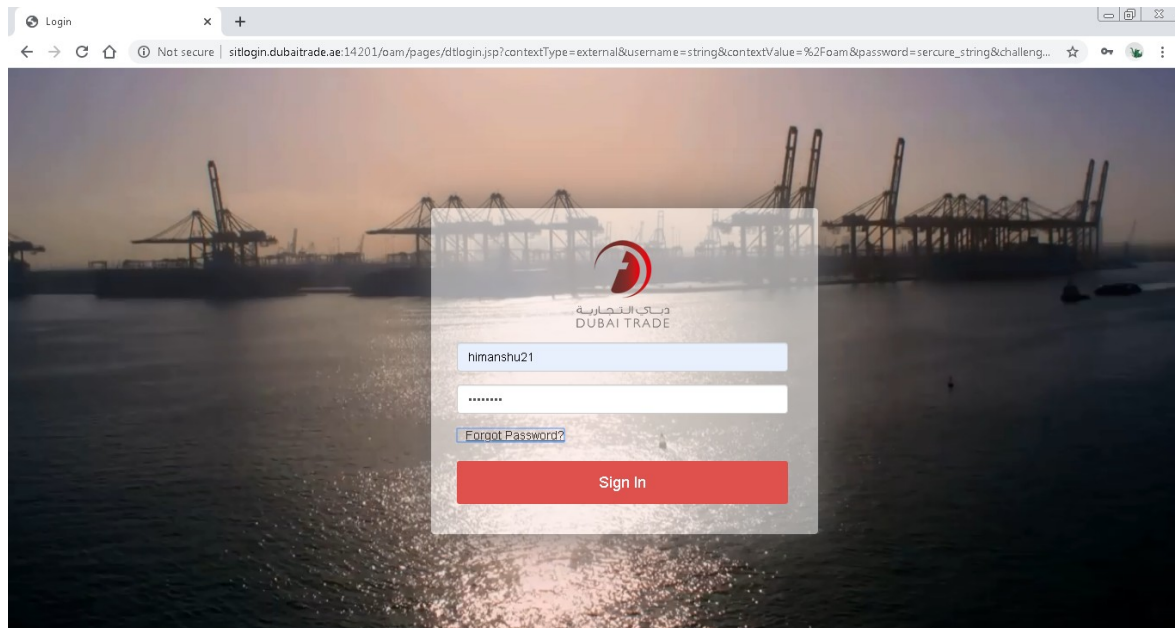 Login
Not secure | sitlogin.dubaitrade.ae:14201/oam/pages/dtlogin.jsp?contextType=external&username=string&contextValue=%2Foam&password=sercure_string&challeng...
دبي التجارية
DUBAI TRADE
himanshu21
••••••••
Forgot Password?
Sign In